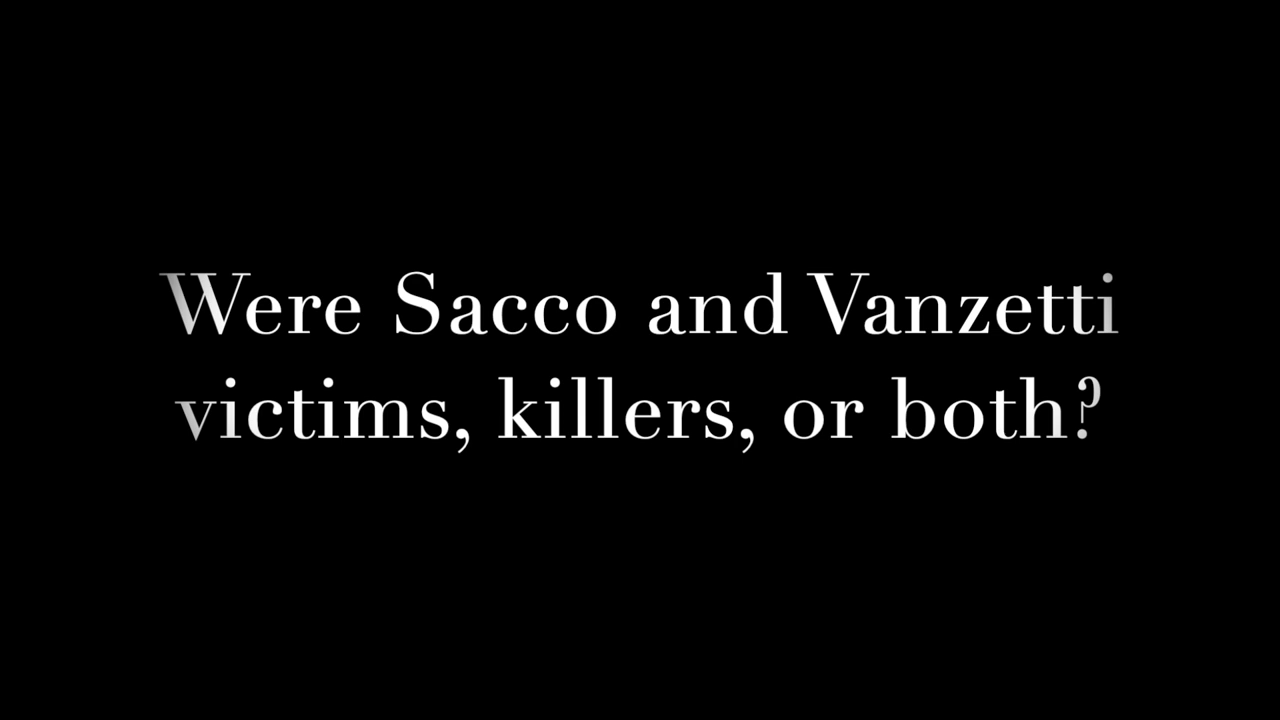 Were Sacco and Vanzetti
victims, killers, or both?